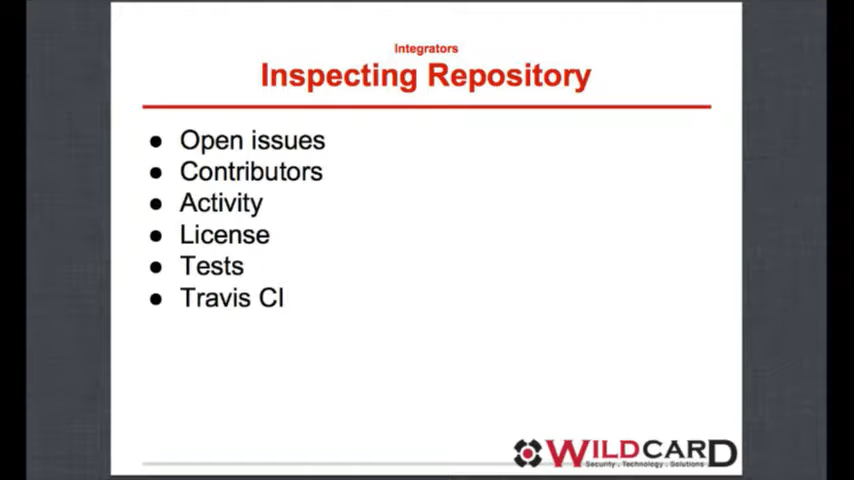 Integrators
Inspecting Repository
● Open issues
● Contributors
● Activity
● License
● Tests
● Travis CI
WILDCARD
Security . Technology . Solutions